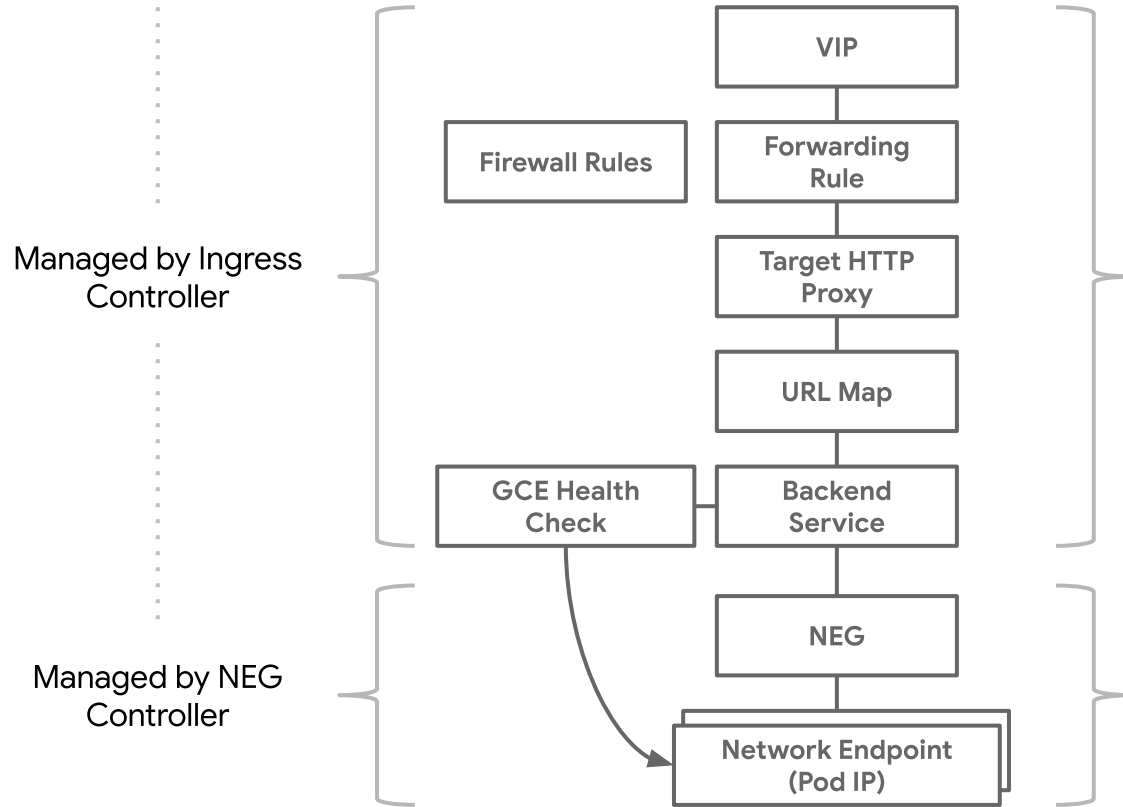 VIP
Firewall Rules
Forwarding
Rule
Managed by Ingress
Controller
Target HTTP
Proxy
URL Map
GCE Health
Check
Backend
Service
NEG
Managed by NEG
Controller
Network Endpoint
(Pod IP)